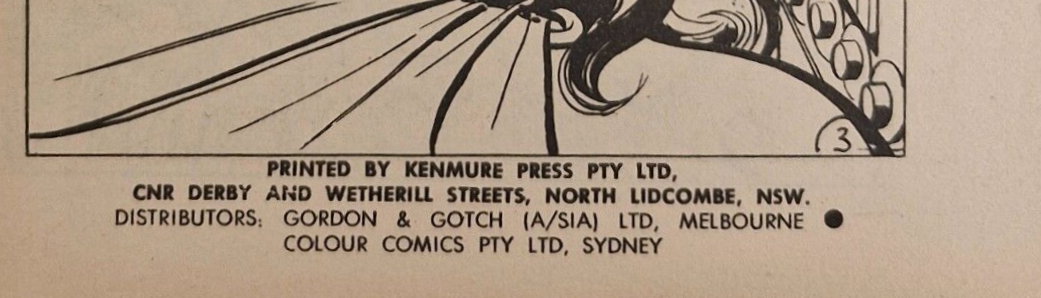 3
PRINTED BY KENMURE PRESS PTY LTD,
CNR DERBY AND WETHERILL STREETS, NORTH LIDCOMBE, NSW.
DISTRIBUTORS: GORDON & GOTCH (A/SIA) LTD, MELBOURNE ●
COLOUR COMICS PTY LTD, SYDNEY